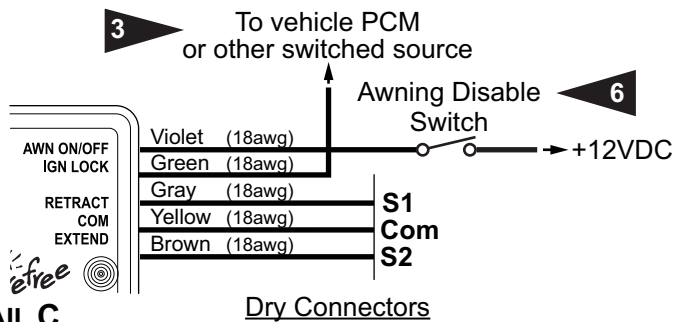 3
To vehicle PCM
or other switched source
Awning Disable
Switch
6
+12VDC
AWN ON/OFF
IGN LOCK
RETRACT
COM
EXTEND
Violet (18awg)
Green (18awg)
Gray (18awg)
Yellow (18awg)
Brown (18awg)
S1
Com
S2
efree
C
Dry Connectors